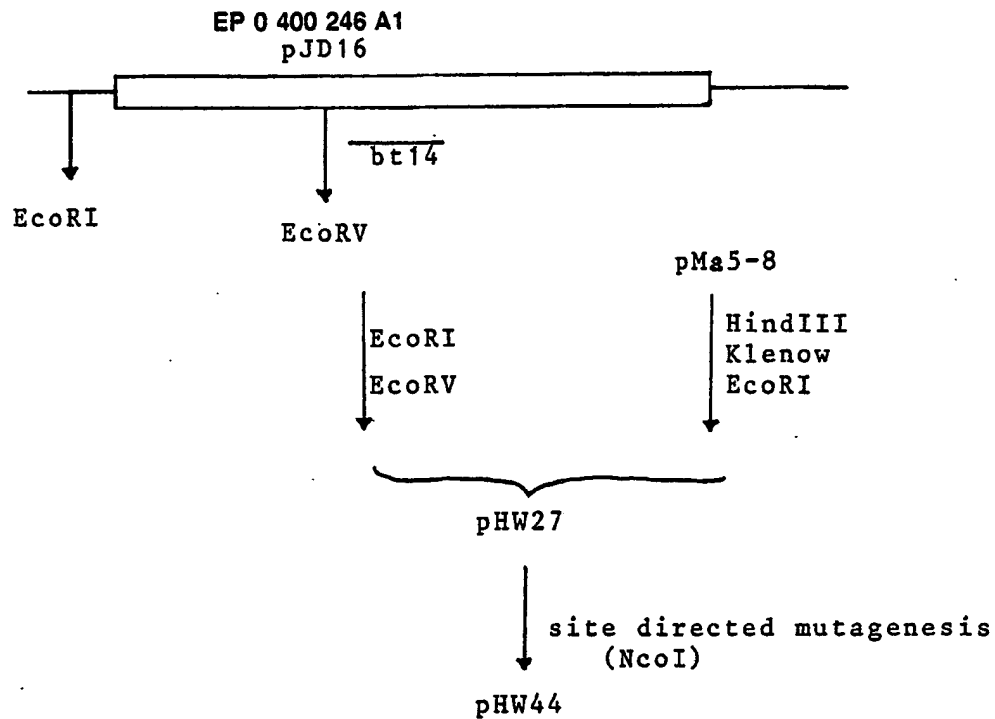 EP 0 400 246 A1
pJD16
bt14
EcoRI
EcoRV
pMa5-8
EcoRI
EcoRV
HindIII
Klenow
EcoRI
pHW27
site directed mutagenesis
(NcoI)
pHW44